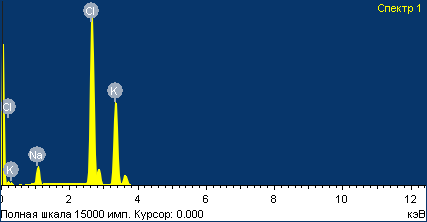 Спектр 1
Cl
K
Cl
Na
K
0 2 4 6 8 10 12
Полная шкала 15000 имп. Курсор: 0.000 кэВ